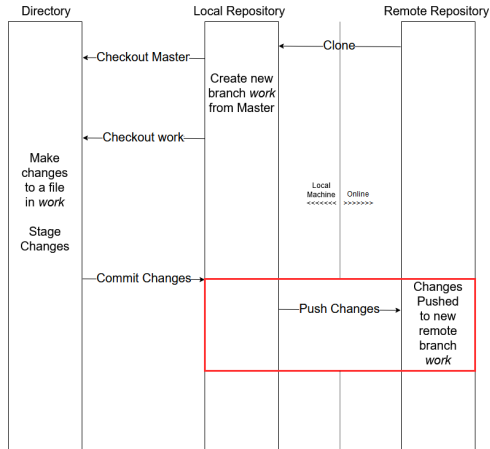 Directory
Local Repository
Remote Repository
Clone
Checkout Master
Create new
branch work
from Master
Checkout work
Make
changes
to a file
in work
Stage
Changes
Local
Machine
<<<<<<<
Online
>>>>>>>
Commit Changes
Push Changes
Changes
Pushed
to new
remote
branch
work